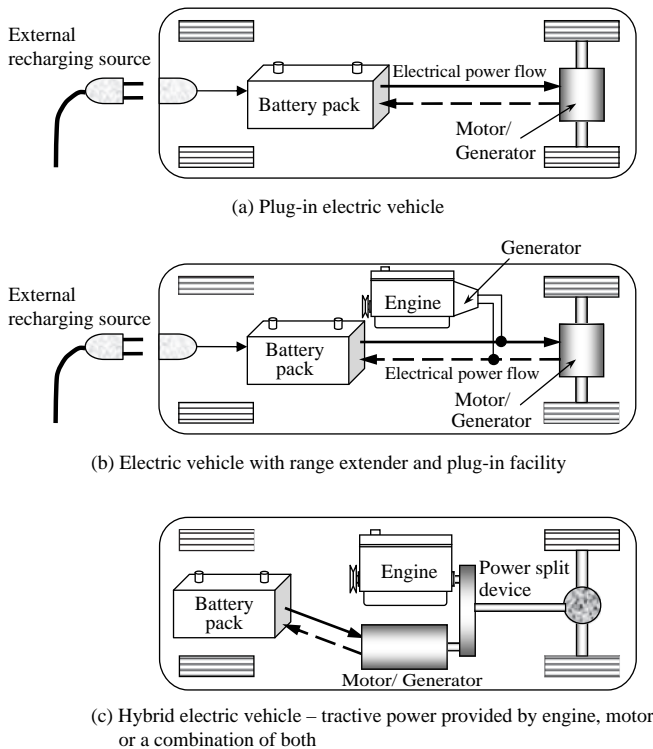 External
recharging source
Battery pack
Electrical power flow
Motor/
Generator
(a) Plug-in electric vehicle
Generator
External
recharging source
Engine
Battery
pack
Electrical power flow
Motor/
Generator
(b) Electric vehicle with range extender and plug-in facility
Engine
Power split
device
Battery
pack
Motor/ Generator
(c) Hybrid electric vehicle – tractive power provided by engine, motor
or a combination of both